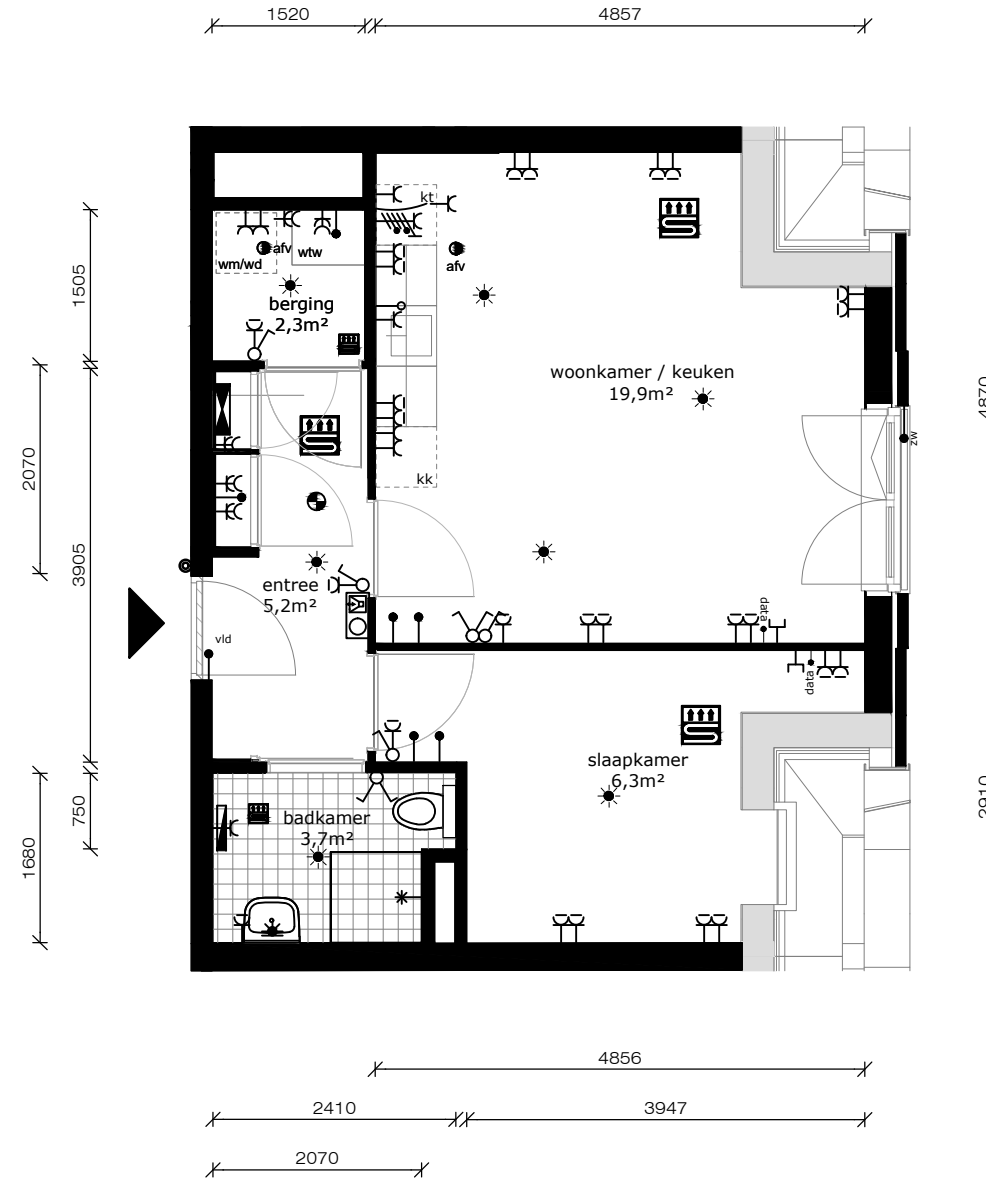 1520
4857
kt
afv
wtw
wm/wd
afv
1505
berging
2,3m²
woonkamer / keuken
19,9m²
4870
zw
2070
kk
3905
entree
5,2m²
vld
data
data
slaapkamer
6,3m²
750
badkamer
3,7m²
2910
1680
4856
2410
3947
2070